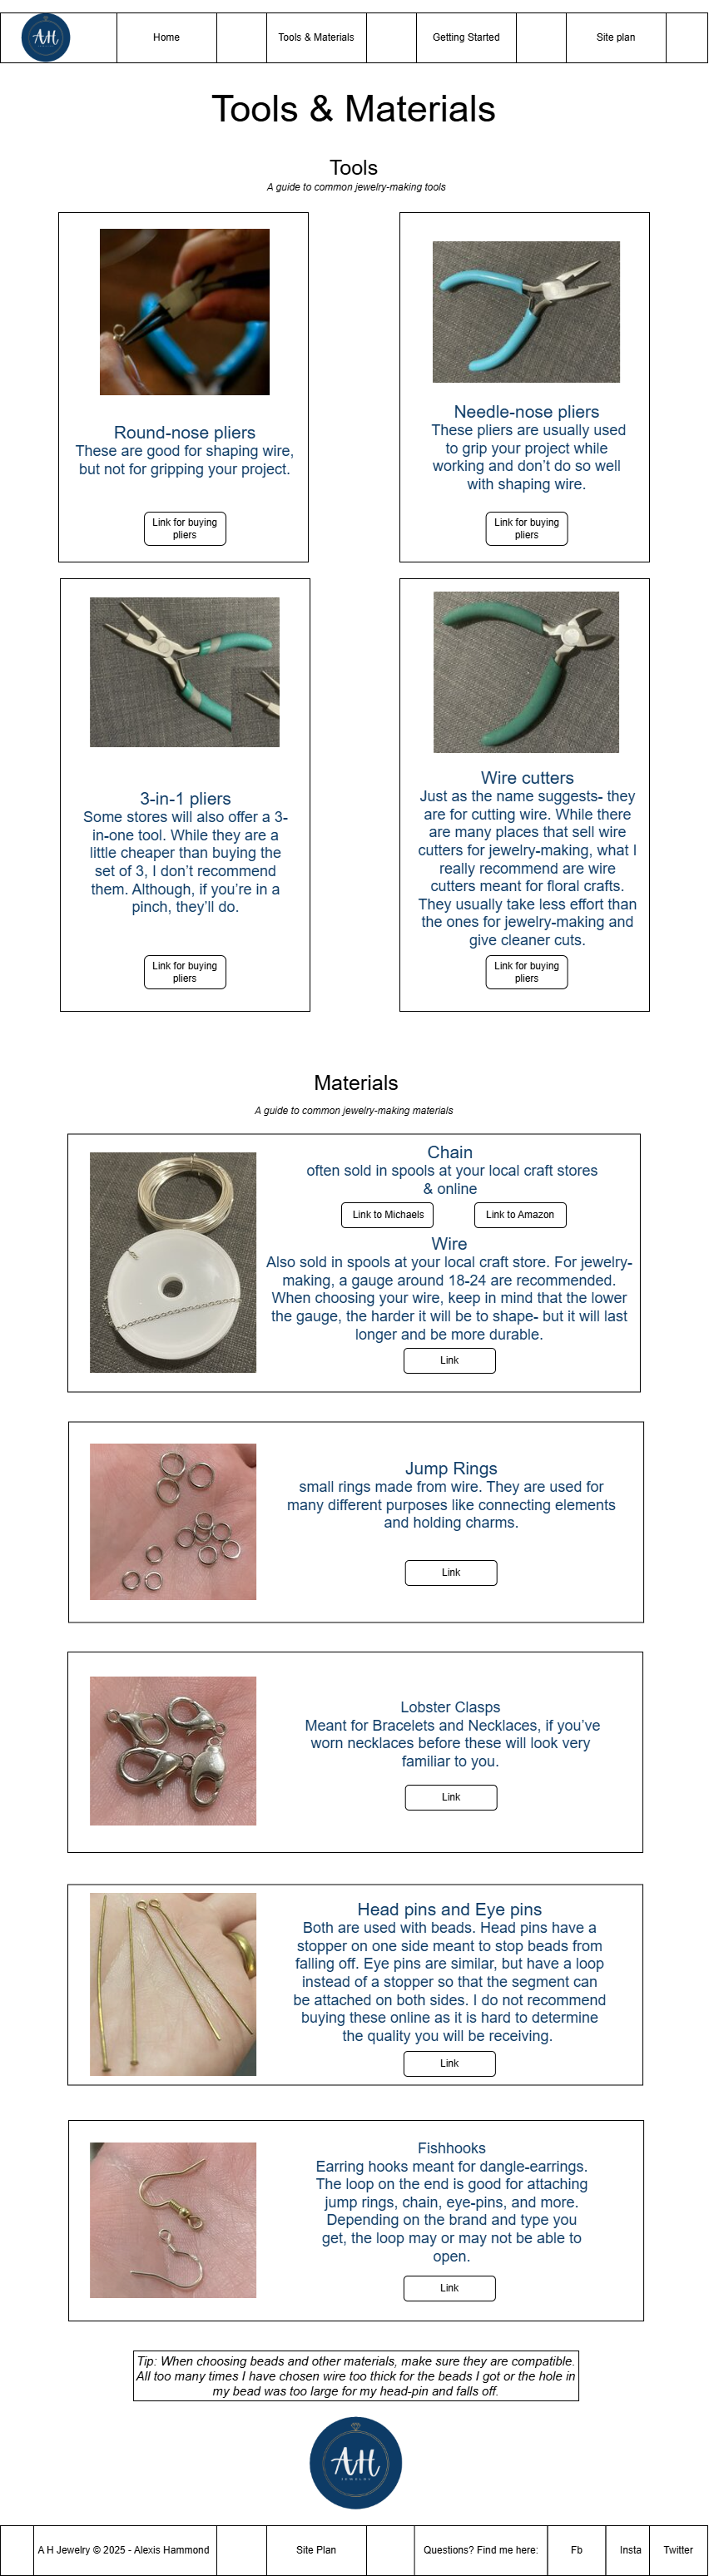 AH
Home
Tools & Materials
Getting Started
Site plan
Tools & Materials
Tools
A guide to common jewelry-making tools
Round-nose pliers
These are good for shaping wire,
but not for gripping your project.
Link for buying
pliers
Needle-nose pliers
These pliers are usually used
to grip your project while
working and don’t do so well
with shaping wire.
Link for buying
pliers
3-in-1 pliers
Some stores will also offer a 3-
in-one tool. While they are a
little cheaper than buying the
set of 3, I don’t recommend
them. Although, if you’re in a
pinch, they’ll do.
Link for buying
pliers
Wire cutters
Just as the name suggests- they
are for cutting wire. While there
are many places that sell wire
cutters for jewelry-making, what I
really recommend are wire
cutters meant for floral crafts.
They usually take less effort than
the ones for jewelry-making and
give cleaner cuts.
Link for buying
pliers
Materials
A guide to common jewelry-making materials
Chain
often sold in spools at your local craft stores
& online
Link to Michaels
Link to Amazon
Wire
Also sold in spools at your local craft store. For jewelry-
making, a gauge around 18-24 are recommended.
When choosing your wire, keep in mind that the lower
the gauge, the harder it will be to shape- but it will last
longer and be more durable.
Link
Jump Rings
small rings made from wire. They are used for
many different purposes like connecting elements
and holding charms.
Link
Lobster Clasps
Meant for Bracelets and Necklaces, if you’ve
worn necklaces before these will look very
familiar to you.
Link
Head pins and Eye pins
Both are used with beads. Head pins have a
stopper on one side meant to stop beads from
falling off. Eye pins are similar, but have a loop
instead of a stopper so that the segment can
be attached on both sides. I do not recommend
buying these online as it is hard to determine
the quality you will be receiving.
Link
Fishhooks
Earring hooks meant for dangle-earrings.
The loop on the end is good for attaching
jump rings, chain, eye-pins, and more.
Depending on the brand and type you
get, the loop may or may not be able to
open.
Link
Tip: When choosing beads and other materials, make sure they are compatible.
All too many times I have chosen wire too thick for the beads I got or the hole in
my bead was too large for my head-pin and falls off.
AH
JEWELRY
A H Jewelry © 2025 - Alexis Hammond
Site Plan
Questions? Find me here:
Fb
Insta
Twitter